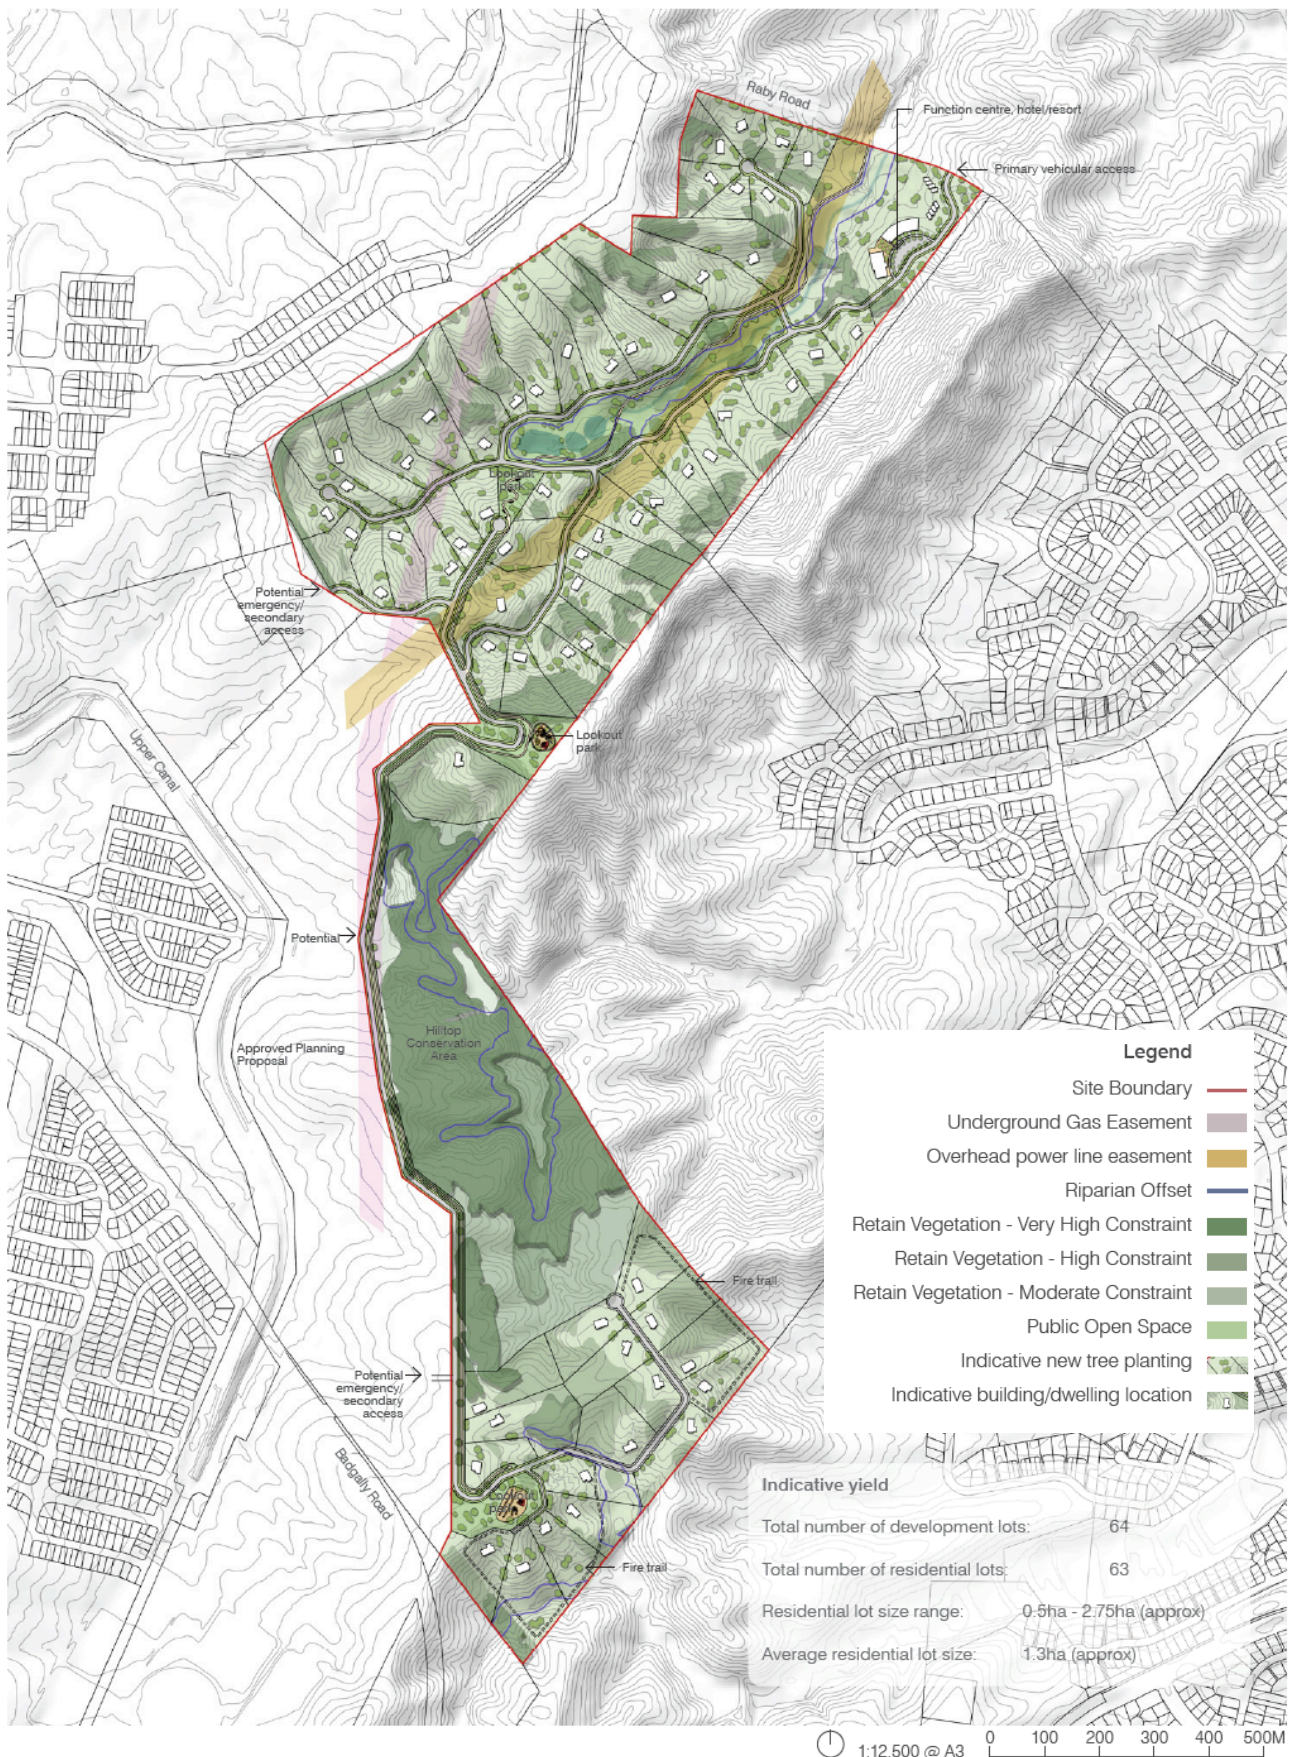 Raby Road
Function centre, hotel/resort
Primary vehicular access
Lookout
park
Potential
emergency/
secondary
access
Lookout
park
Upper Canal
Potential
Hilltop
Conservation
Area
Approved Planning
Proposal
Fire trail
Potential
emergency/
secondary
access
Badgally Road
Lookout
park
Fire trail
Legend
Site Boundary
Underground Gas Easement
Overhead power line easement
Riparian Offset
Retain Vegetation - Very High Constraint
Retain Vegetation - High Constraint
Retain Vegetation - Moderate Constraint
Public Open Space
Indicative new tree planting
Indicative building/dwelling location
Indicative yield
Total number of development lots: 64
Total number of residential lots: 63
Residential lot size range: 0.5ha - 2.75ha (approx)
Average residential lot size: 1.3ha (approx)
1:12,500 @ A3 0 100 200 300 400 500M